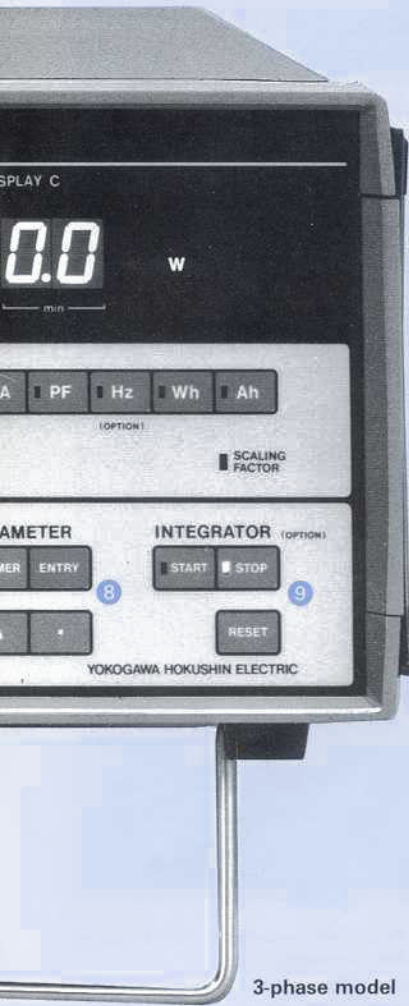 SPLAY C
0.0 W
min
A PF Hz Wh Ah
(OPTION)
SCALING
FACTOR
AMETER INTEGRATOR (OPTION)
MER ENTRY START STOP
8 9
RESET
YOKOGAWA HOKUSHIN ELECTRIC
3-phase model